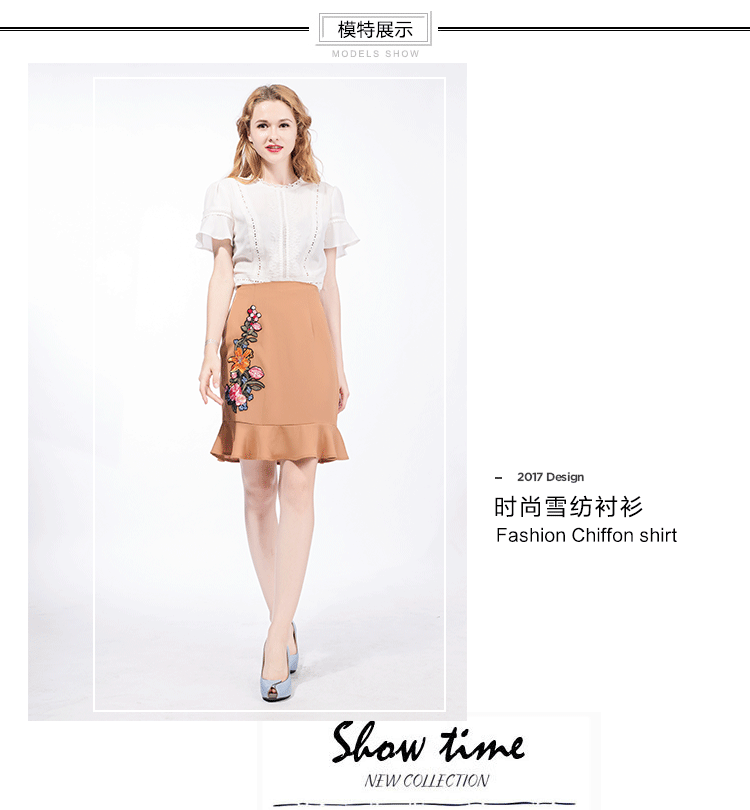 模特展示
MODELS SHOW
2017 Design
时尚雪纺衬衫
Fashion Chiffon shirt
Show time
NEW COLLECTION